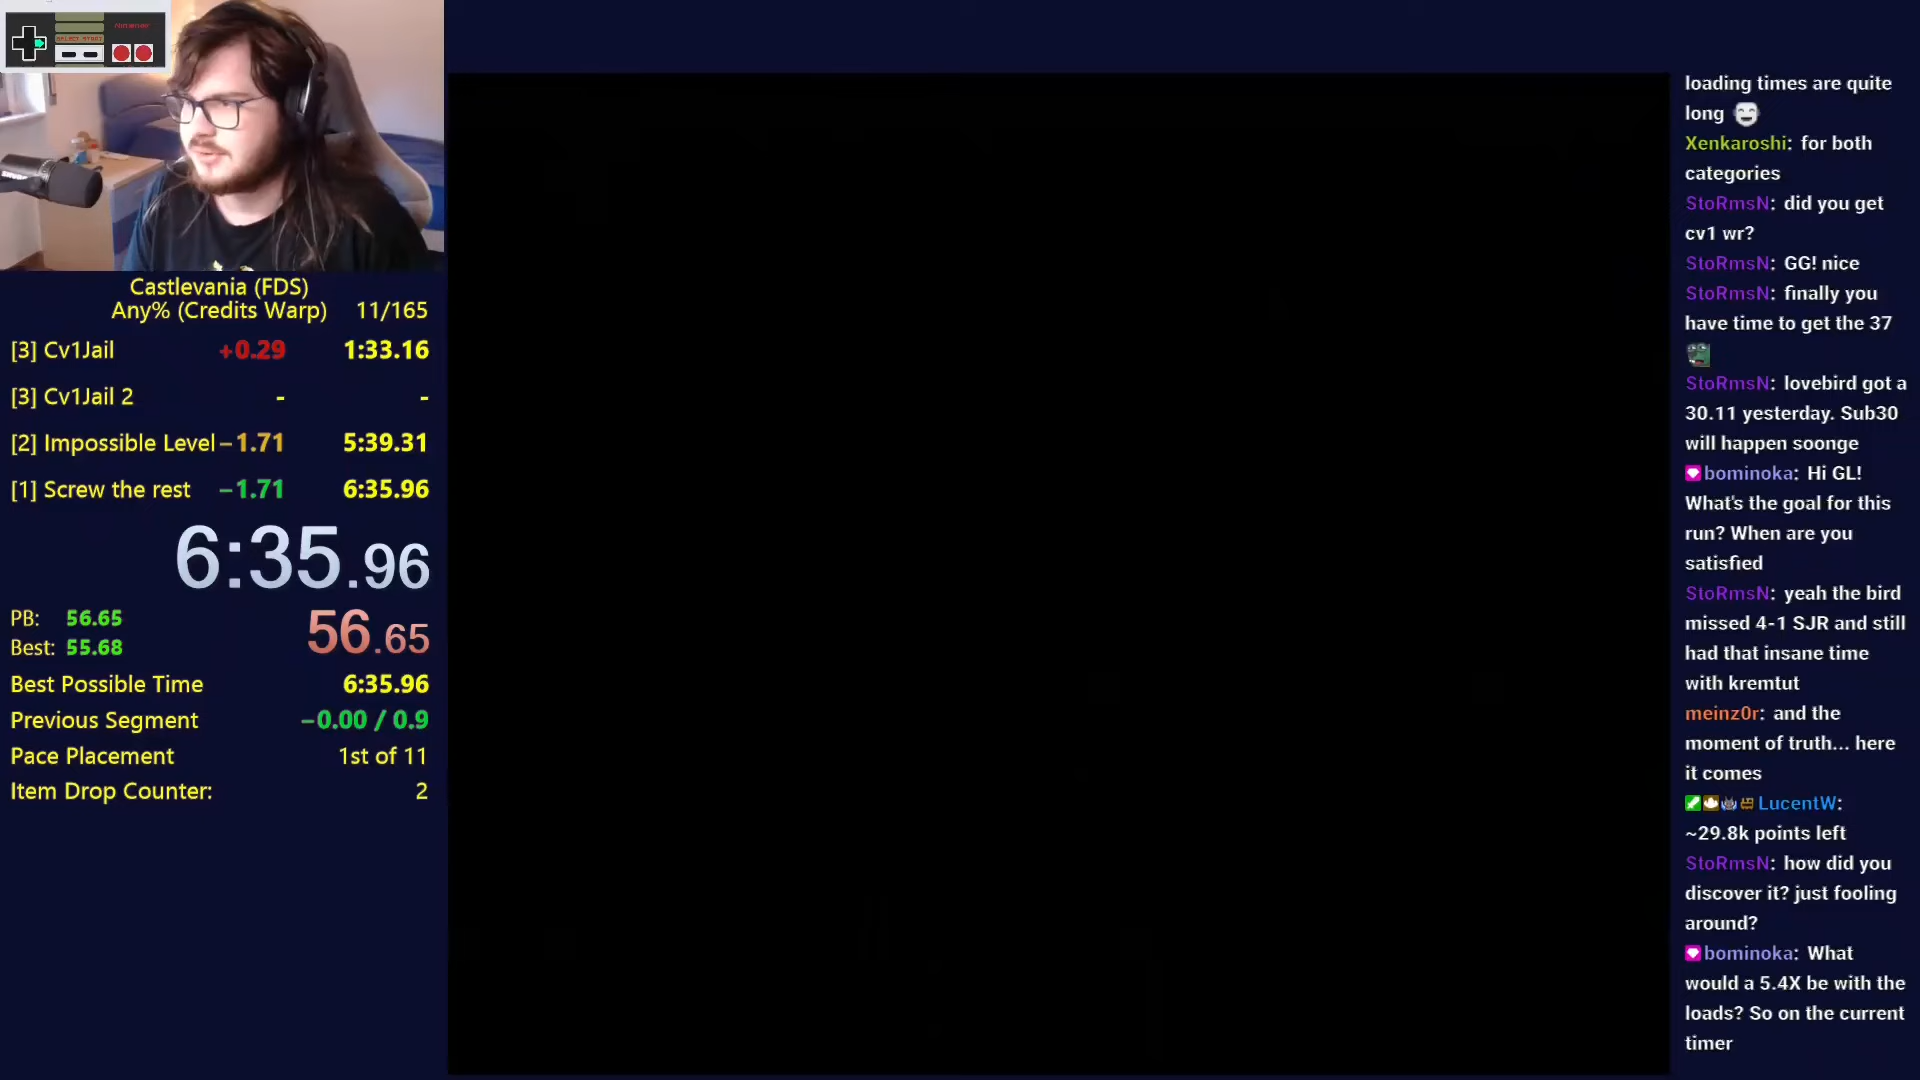 Nintendo
SELECT START
Castlevania (FDS)
Any% (Credits Warp) 11/165
[3] Cv1Jail +0.29 1:33.16
[3] Cv1Jail 2 - -
[2] Impossible Level −1.71 5:39.31
[1] Screw the rest −1.71 6:35.96
6:35.96
PB: 56.65
Best: 55.68
56.65
Best Possible Time 6:35.96
Previous Segment −0.00 / 0.9
Pace Placement 1st of 11
Item Drop Counter: 2
loading times are quite
long
Xenkaroshi: for both
categories
StoRmsN: did you get
cv1 wr?
StoRmsN: GG! nice
StoRmsN: finally you
have time to get the 37
StoRmsN: lovebird got a
30.11 yesterday. Sub30
will happen soonge
bominoka: Hi GL!
What's the goal for this
run? When are you
satisfied
StoRmsN: yeah the bird
missed 4-1 SJR and still
had that insane time
with kremtut
meinz0r: and the
moment of truth... here
it comes
LucentW:
~29.8k points left
StoRmsN: how did you
discover it? just fooling
around?
bominoka: What
would a 5.4X be with the
loads? So on the current
timer